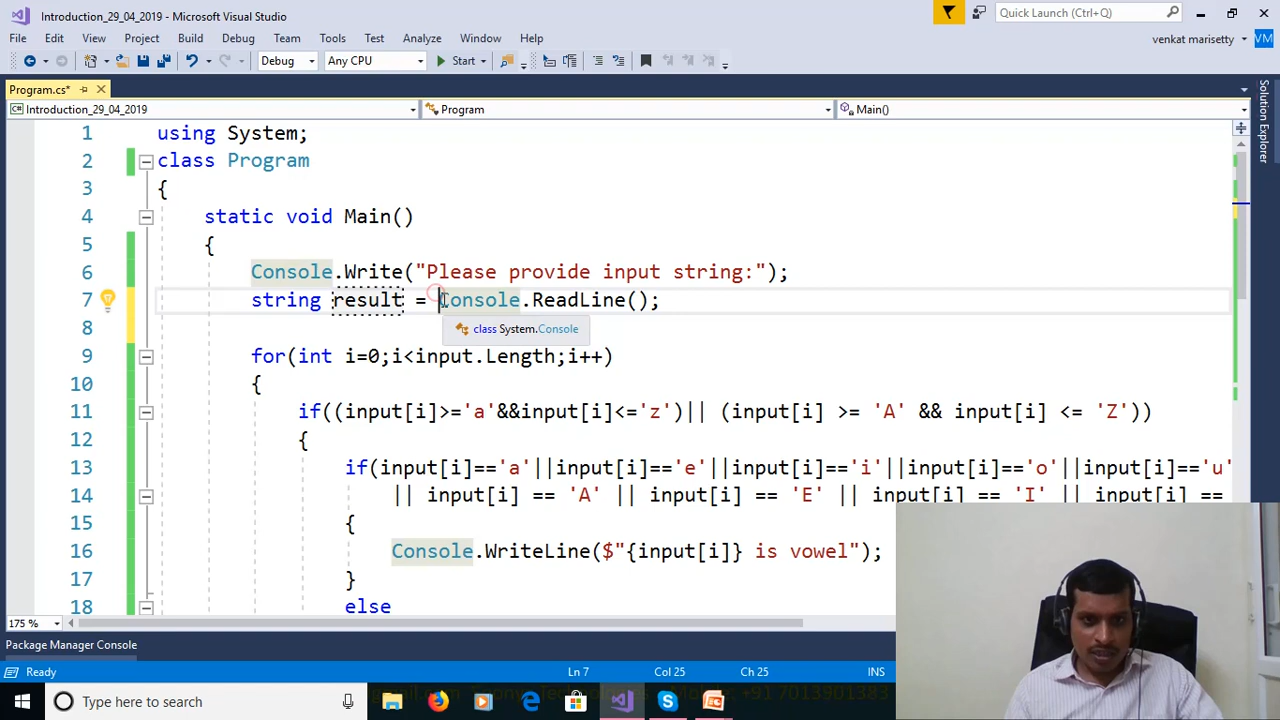 Introduction_29_04_2019 - Microsoft Visual Studio
Quick Launch (Ctrl+Q)
File Edit View Project Build Debug Team Tools Test Analyze Window Help
venkat marisetty VM
Debug Any CPU Start
Program.cs*
Introduction_29_04_2019 Program Main()
Solution Explorer
1 using System;
2 class Program
3 {
4 static void Main()
5 {
6 Console.Write("Please provide input string:");
7 string result = Console.ReadLine();
class System.Console
8
9 for(int i=0;i<input.Length;i++)
10 {
11 if((input[i]>='a'&&input[i]<='z')|| (input[i] >= 'A' && input[i] <= 'Z'))
12 {
13 if(input[i]=='a'||input[i]=='e'||input[i]=='i'||input[i]=='o'||input[i]=='u'
14 || input[i] == 'A' || input[i] == 'E' || input[i] == 'I' || input[i] ==
15 {
16 Console.WriteLine($"{input[i]} is vowel");
17 }
18 else
175 %
Package Manager Console
Ready Ln 7 Col 25 Ch 25 INS
Type here to search